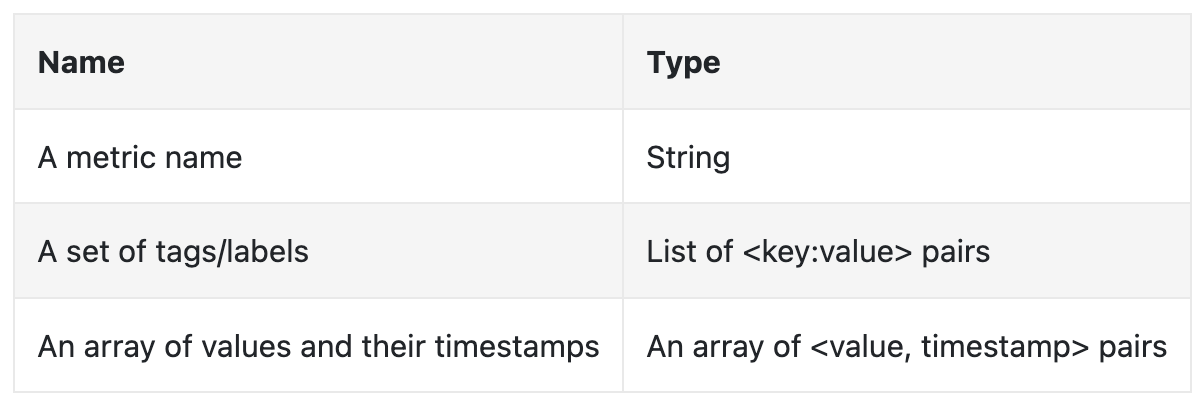 Name Type
A metric name String
A set of tags/labels List of <key:value> pairs
An array of values and their timestamps An array of <value, timestamp> pairs